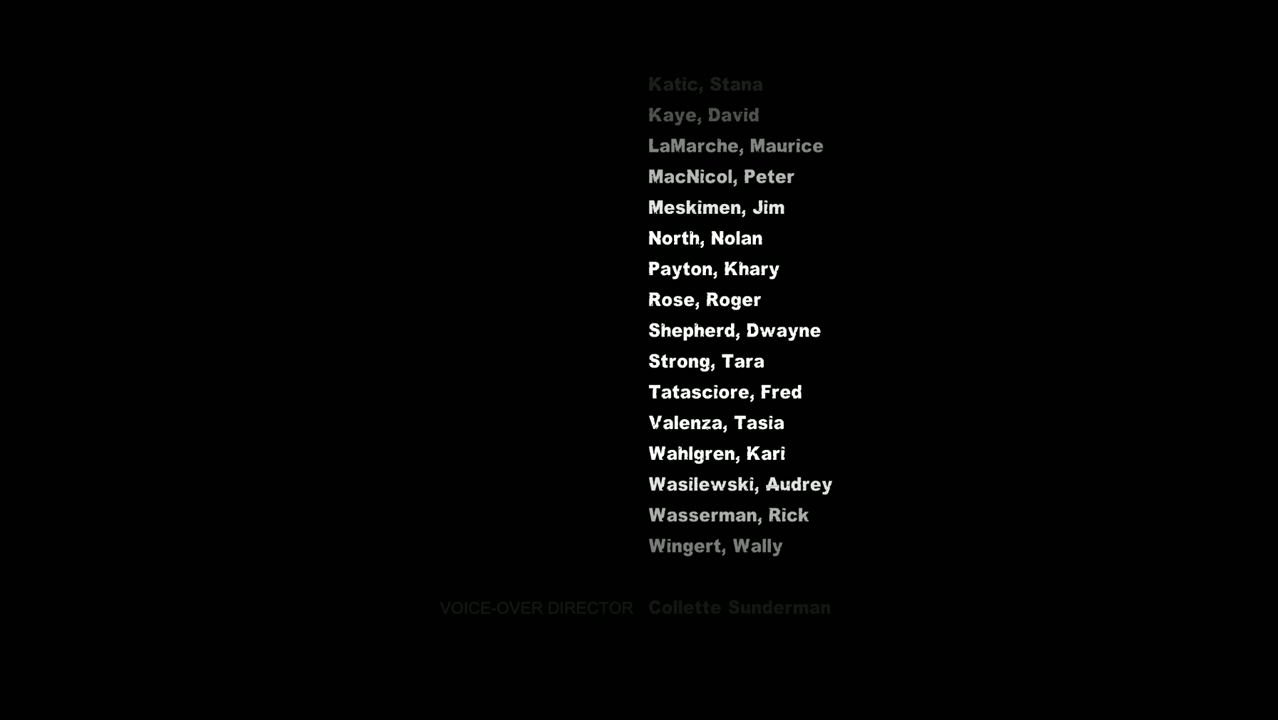 Katic, Stana
Kaye, David
LaMarche, Maurice
MacNicol, Peter
Meskimen, Jim
North, Nolan
Payton, Khary
Rose, Roger
Shepherd, Dwayne
Strong, Tara
Tatasciore, Fred
Valenza, Tasia
Wahlgren, Kari
Wasilewski, Audrey
Wasserman, Rick
Wingert, Wally
VOICE-OVER DIRECTOR Collette Sunderman